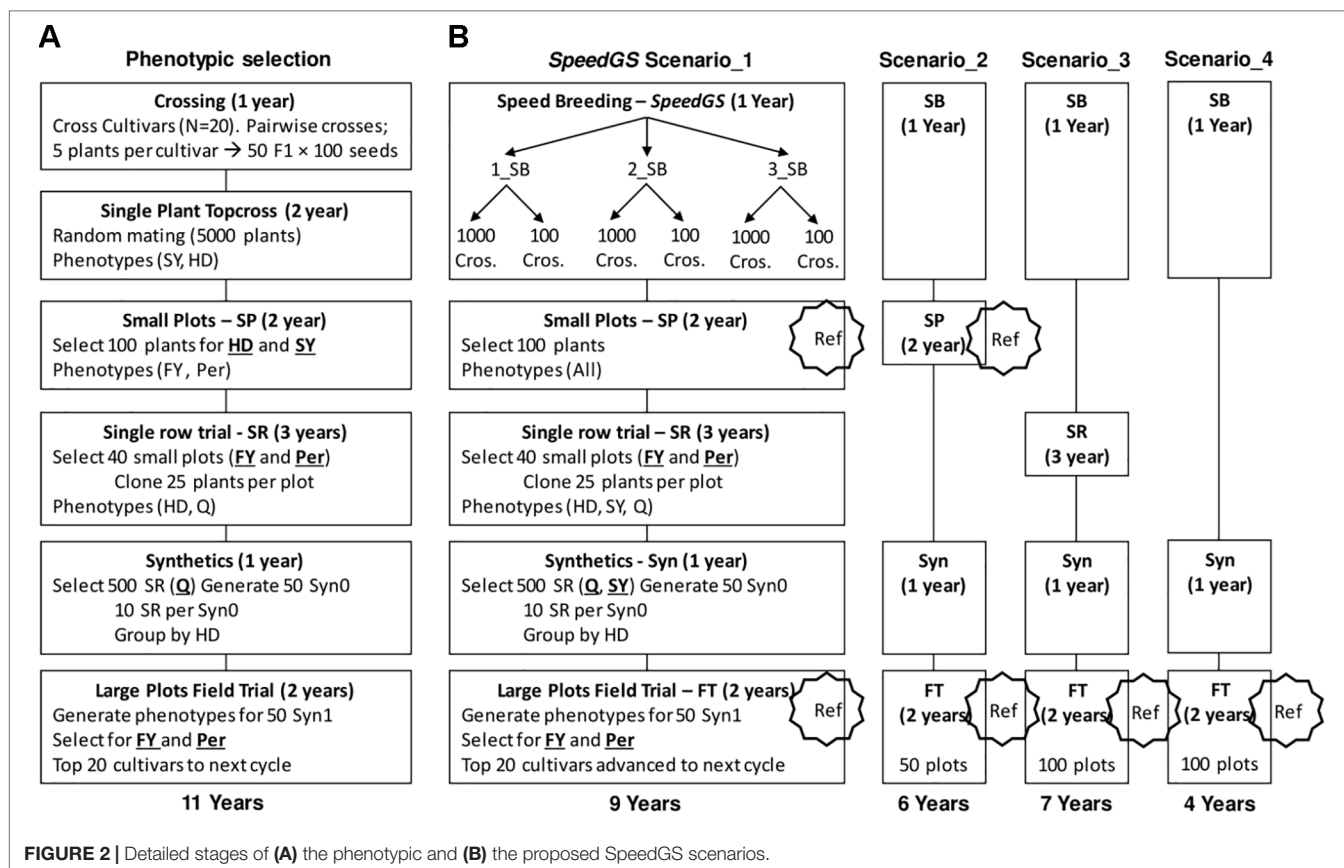 A
Phenotypic selection
Crossing (1 year)
Cross Cultivars (N=20). Pairwise crosses;
5 plants per cultivar → 50 F1 × 100 seeds
Single Plant Topcross (2 year)
Random mating (5000 plants)
Phenotypes (SY, HD)
Small Plots – SP (2 year)
Select 100 plants for HD and SY
Phenotypes (FY, Per)
Single row trial - SR (3 years)
Select 40 small plots (FY and Per)
Clone 25 plants per plot
Phenotypes (HD, Q)
Synthetics (1 year)
Select 500 SR (Q) Generate 50 Syn0
10 SR per Syn0
Group by HD
Large Plots Field Trial (2 years)
Generate phenotypes for 50 Syn1
Select for FY and Per
Top 20 cultivars to next cycle
11 Years
B
SpeedGS Scenario_1
Speed Breeding – SpeedGS (1 Year)
1_SB 2_SB 3_SB
1000 100 1000 100 1000 100
Cros. Cros. Cros. Cros. Cros. Cros.
Small Plots – SP (2 year)
Select 100 plants
Phenotypes (All)
Ref
Single row trial – SR (3 years)
Select 40 small plots (FY and Per)
Clone 25 plants per plot
Phenotypes (HD, SY, Q)
Synthetics - Syn (1 year)
Select 500 SR (Q, SY) Generate 50 Syn0
10 SR per Syn0
Group by HD
Large Plots Field Trial – FT (2 years)
Generate phenotypes for 50 Syn1
Select for FY and Per
Top 20 cultivars advanced to next cycle
Ref
9 Years
Scenario_2
SB
(1 Year)
SP
(2 year)
Ref
Syn
(1 year)
FT
(2 years)
Ref
50 plots
6 Years
Scenario_3
SB
(1 Year)
SR
(3 year)
Syn
(1 year)
FT
(2 years)
Ref
100 plots
7 Years
Scenario_4
SB
(1 Year)
Syn
(1 year)
FT
(2 years)
Ref
100 plots
4 Years
FIGURE 2 | Detailed stages of (A) the phenotypic and (B) the proposed SpeedGS scenarios.